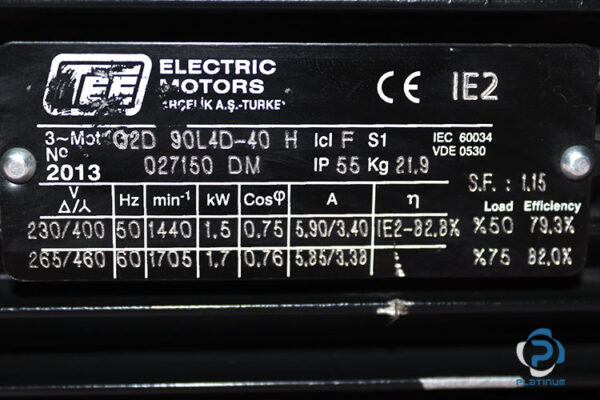 TEE
ELECTRIC
MOTORS
ARÇELİK A.Ş.-TURKEY
CE IE2
3~Mot Q2D 90L4D-40 H Icl F S1 IEC 60034
VDE 0530
No
2013 027150 DM IP 55 Kg 21.9
S.F. : 1.15
V Δ/⅄ Hz min⁻¹ kW Cosφ A η Load Efficiency
230/400 50 1440 1.5 0.75 5.90/3.40 IE2-82.8% %50 79.3%
265/460 60 1705 1.7 0.76 5.85/3.38 %75 82.0%
PLATINUM